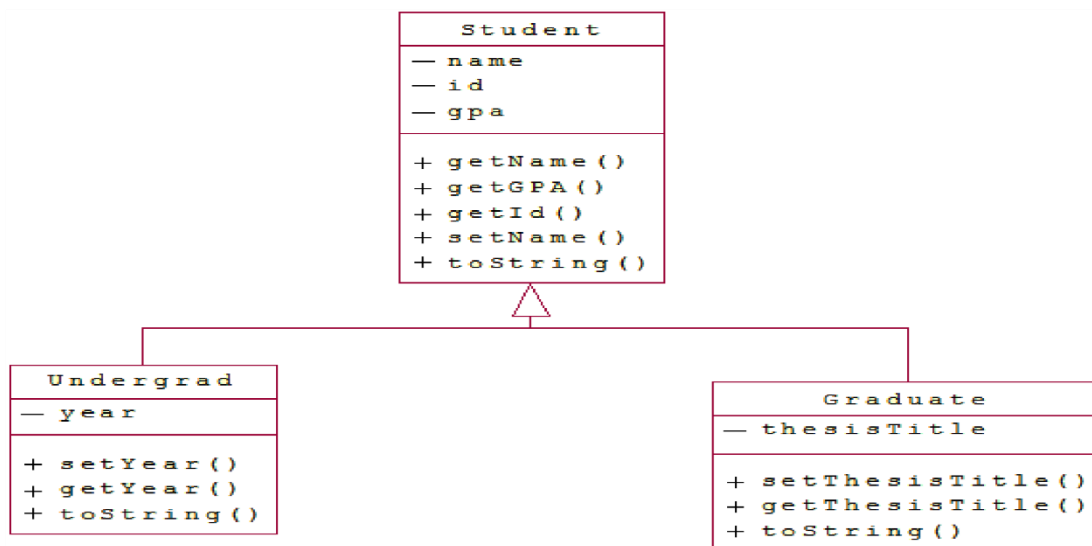 Student
— name
— id
— gpa
+ getName()
+ getGPA()
+ getId()
+ setName()
+ toString()
Undergrad
— year
+ setYear()
+ getYear()
+ toString()
Graduate
— thesisTitle
+ setThesisTitle()
+ getThesisTitle()
+ toString()